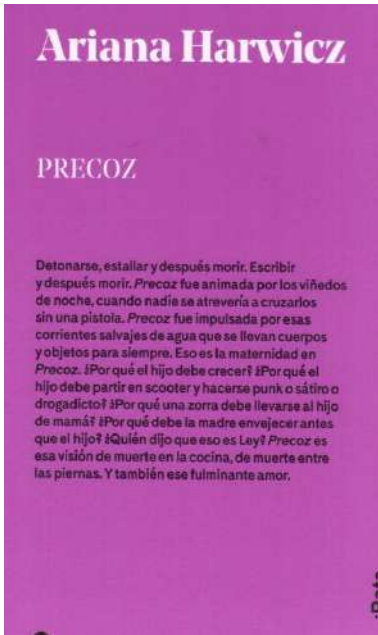 Ariana Harwicz
PRECOZ
Detonarse, estallar y después morir. Escribir
y después morir. Precoz fue animada por los viñedos
de noche, cuando nadie se atrevería a cruzarlos
sin una pistola. Precoz fue impulsada por esas
corrientes salvajes de agua que se llevan cuerpos
y objetos para siempre. Eso es la maternidad en
Precoz. ¿Por qué el hijo debe crecer? ¿Por qué el
hijo debe partir en scooter y hacerse punk o sátiro o
drogadicto? ¿Por qué una zorra debe llevarse al hijo
de mamá? ¿Por qué debe la madre envejecer antes
que el hijo? ¿Quién dijo que eso es Ley? Precoz es
esa visión de muerte en la cocina, de muerte entre
las piernas. Y también ese fulminante amor.